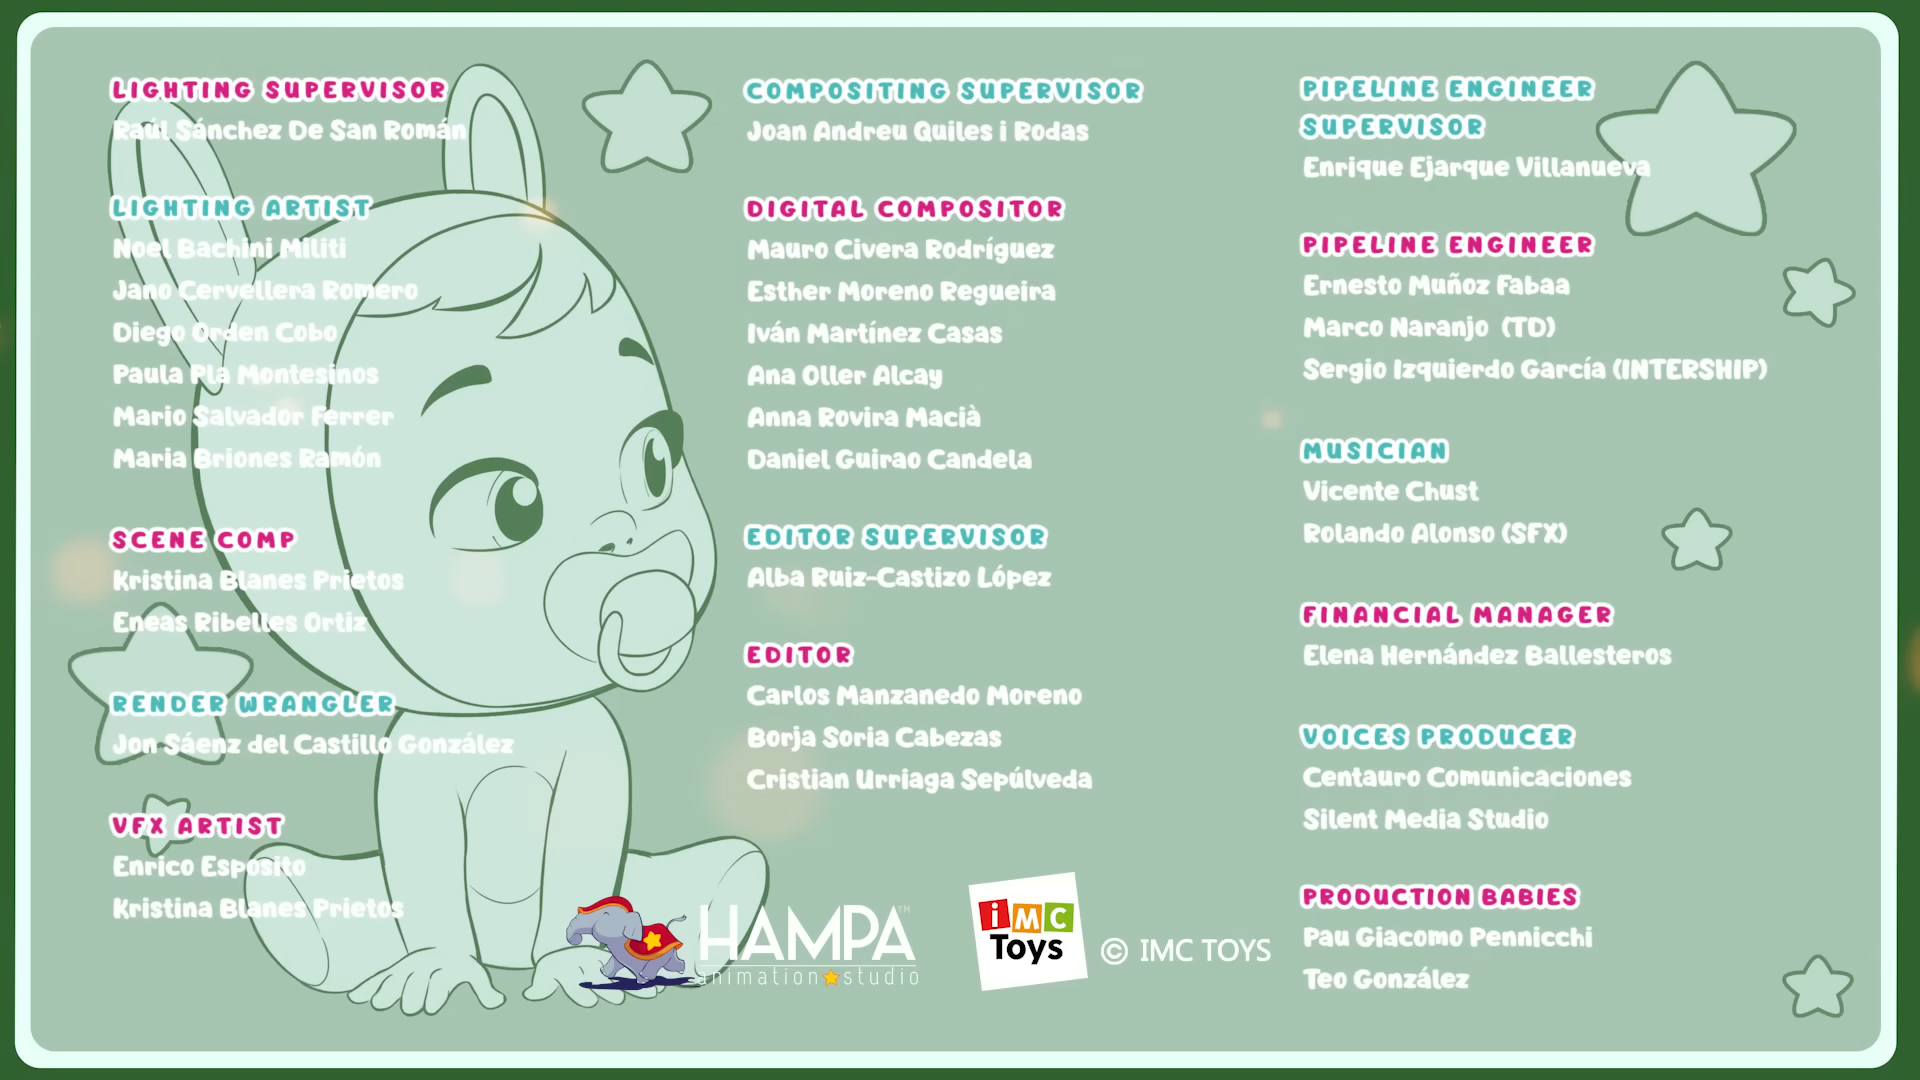 LIGHTING SUPERVISOR
Raúl Sánchez De San Román
LIGHTING ARTIST
Noel Bachini Militi
Jano Cervellera Romero
Diego Orden Cobo
Paula Pla Montesinos
Mario Salvador Ferrer
Maria Briones Ramón
SCENE COMP
Kristina Blanes Prietos
Eneas Ribelles Ortiz
RENDER WRANGLER
Jon Sáenz del Castillo González
VFX ARTIST
Enrico Esposito
Kristina Blanes Prietos
COMPOSITING SUPERVISOR
Joan Andreu Quiles i Rodas
DIGITAL COMPOSITOR
Mauro Civera Rodríguez
Esther Moreno Regueira
Iván Martínez Casas
Ana Oller Alcay
Anna Rovira Macià
Daniel Guirao Candela
EDITOR SUPERVISOR
Alba Ruiz-Castizo López
EDITOR
Carlos Manzanedo Moreno
Borja Soria Cabezas
Cristian Urriaga Sepúlveda
HAMPA™
animation studio
iMC
Toys
© IMC TOYS
PIPELINE ENGINEER
SUPERVISOR
Enrique Ejarque Villanueva
PIPELINE ENGINEER
Ernesto Muñoz Fabaa
Marco Naranjo (TD)
Sergio Izquierdo García (INTERSHIP)
MUSICIAN
Vicente Chust
Rolando Alonso (SFX)
FINANCIAL MANAGER
Elena Hernández Ballesteros
VOICES PRODUCER
Centauro Comunicaciones
Silent Media Studio
PRODUCTION BABIES
Pau Giacomo Pennicchi
Teo González